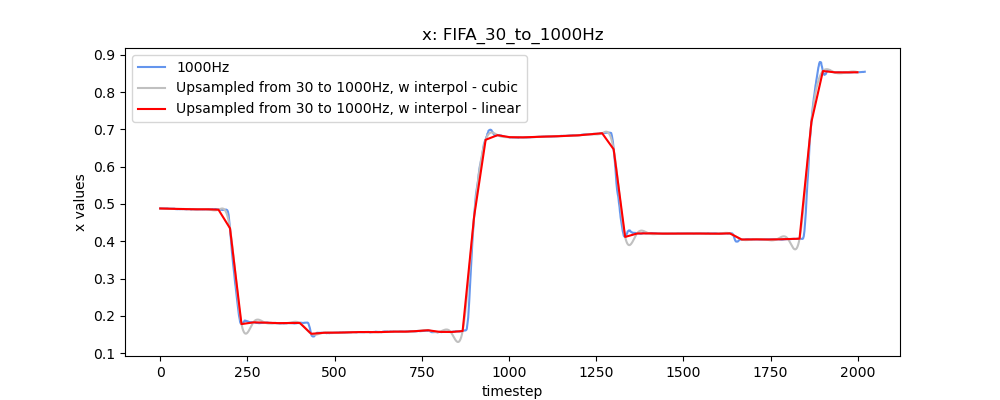 x: FIFA_30_to_1000Hz
0.9
0.8
0.7
0.6
0.5
0.4
0.3
0.2
0.1
x values
1000Hz
Upsampled from 30 to 1000Hz, w interpol - cubic
Upsampled from 30 to 1000Hz, w interpol - linear
0 250 500 750 1000 1250 1500 1750 2000
timestep